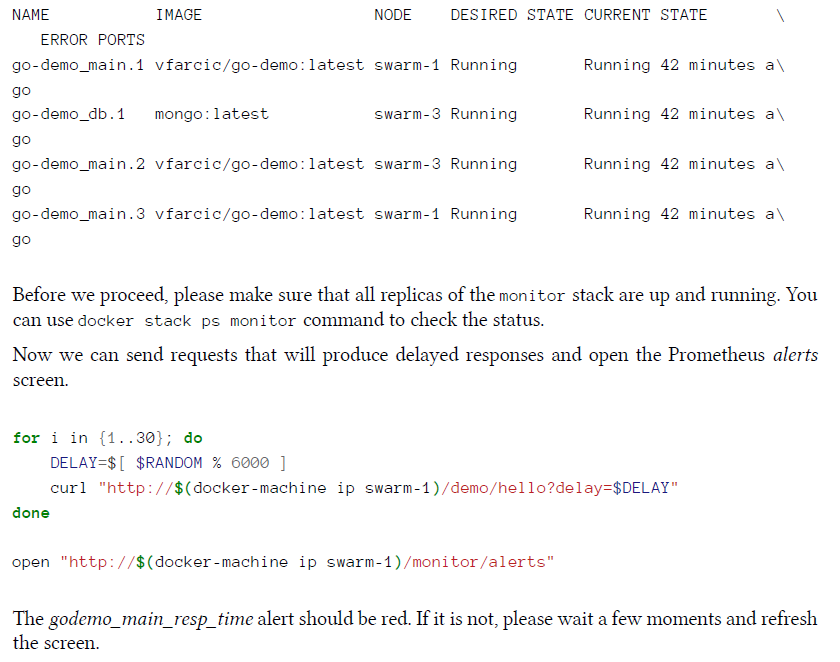 NAME           IMAGE                  NODE    DESIRED STATE CURRENT STATE       \
   ERROR PORTS
go-demo_main.1 vfarcic/go-demo:latest swarm-1 Running       Running 42 minutes a\
go
go-demo_db.1   mongo:latest           swarm-3 Running       Running 42 minutes a\
go
go-demo_main.2 vfarcic/go-demo:latest swarm-3 Running       Running 42 minutes a\
go
go-demo_main.3 vfarcic/go-demo:latest swarm-1 Running       Running 42 minutes a\
go
Before we proceed, please make sure that all replicas of the monitor stack are up and running. You
can use docker stack ps monitor command to check the status.
Now we can send requests that will produce delayed responses and open the Prometheus alerts
screen.
for i in {1..30}; do
    DELAY=$[ $RANDOM % 6000 ]
    curl "http://$(docker-machine ip swarm-1)/demo/hello?delay=$DELAY"
done
open "http://$(docker-machine ip swarm-1)/monitor/alerts"
The godemo_main_resp_time alert should be red. If it is not, please wait a few moments and refresh
the screen.